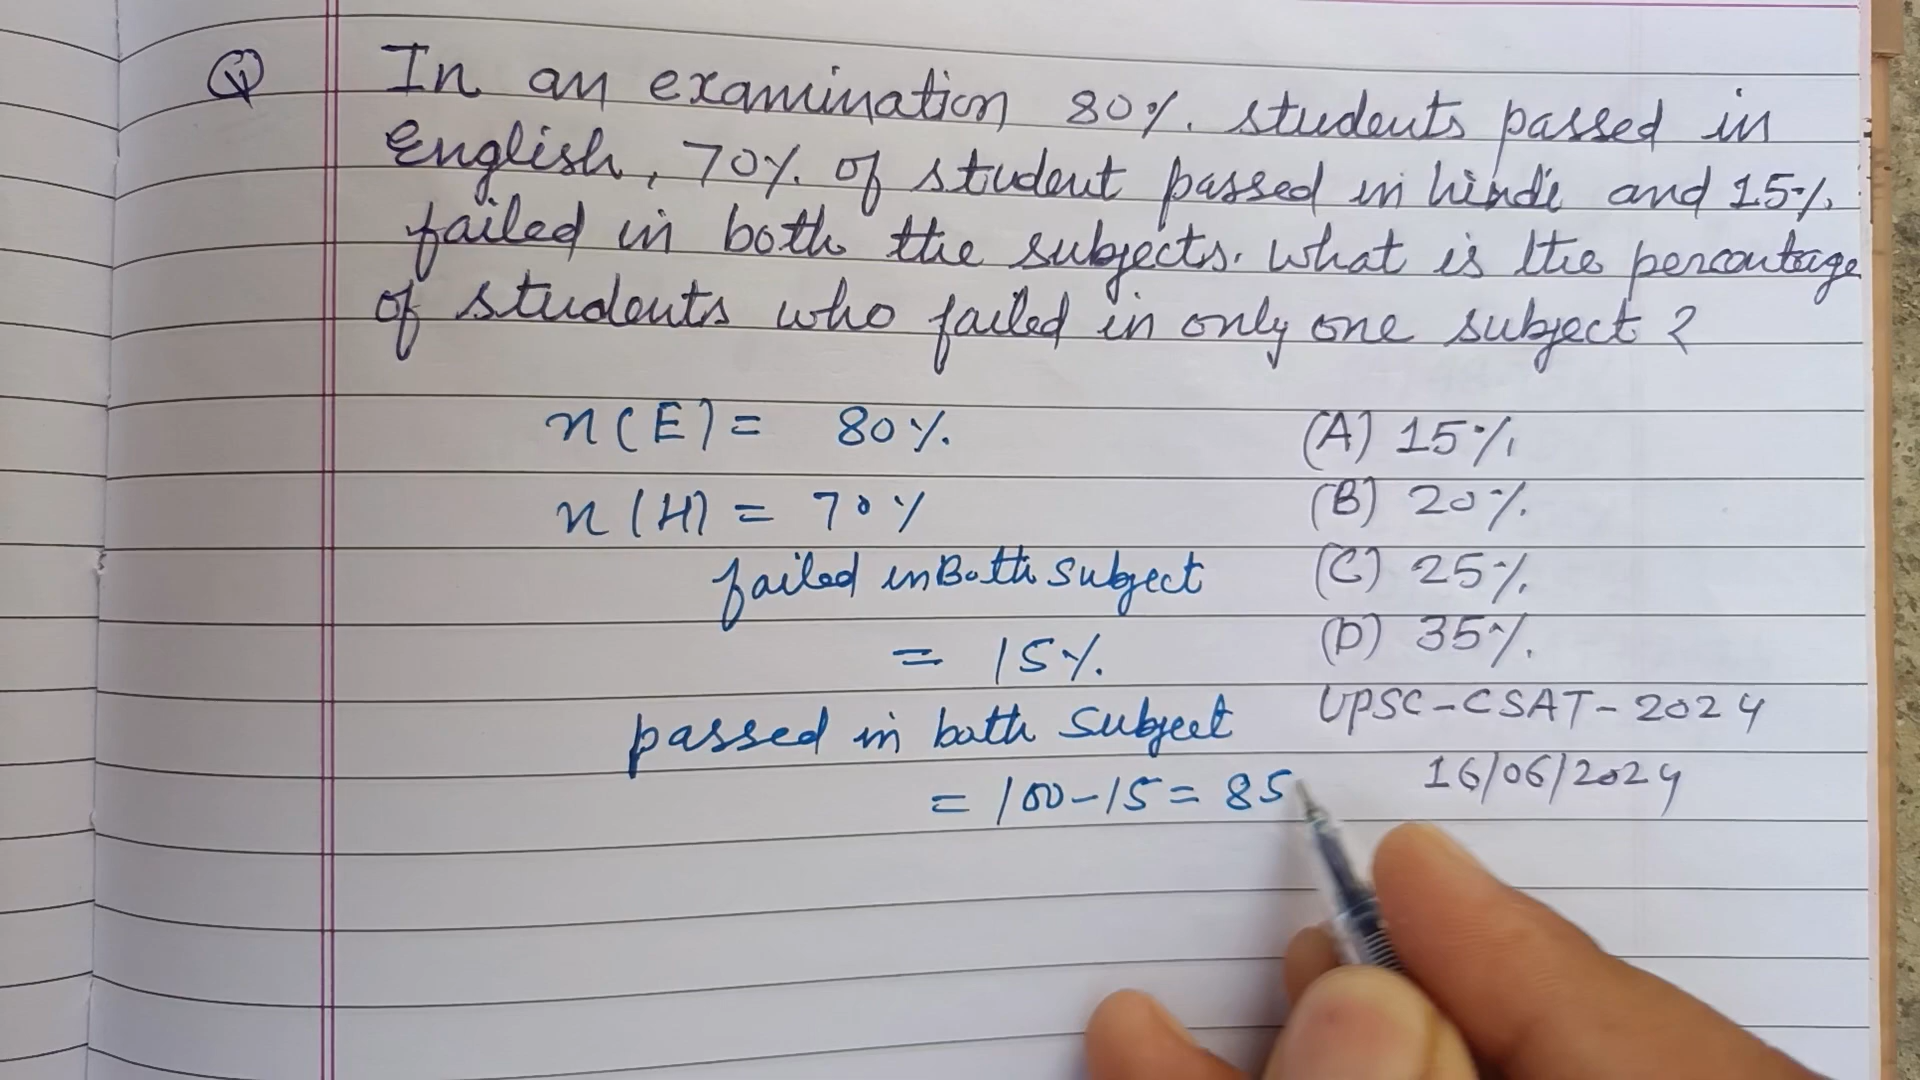 Q In an examination 80%. students passed in
English, 70%. of student passed in hindi and 15%.
failed in both the subjects. What is the percentage
of students who failed in only one subject ?
n(E) = 80%.
(A) 15%.
n(H) = 70%
(B) 20%.
failed in Both Subject
(C) 25%.
= 15%.
(D) 35%.
passed in both Subject
UPSC-CSAT-2024
= 100-15 = 85
16/06/2024